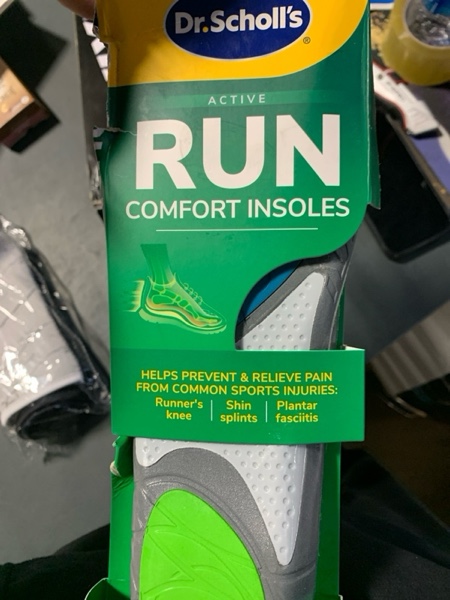 Dr.Scholl's®
ACTIVE
RUN
COMFORT INSOLES
HELPS PREVENT & RELIEVE PAIN
FROM COMMON SPORTS INJURIES:
Runner's knee | Shin splints | Plantar fasciitis